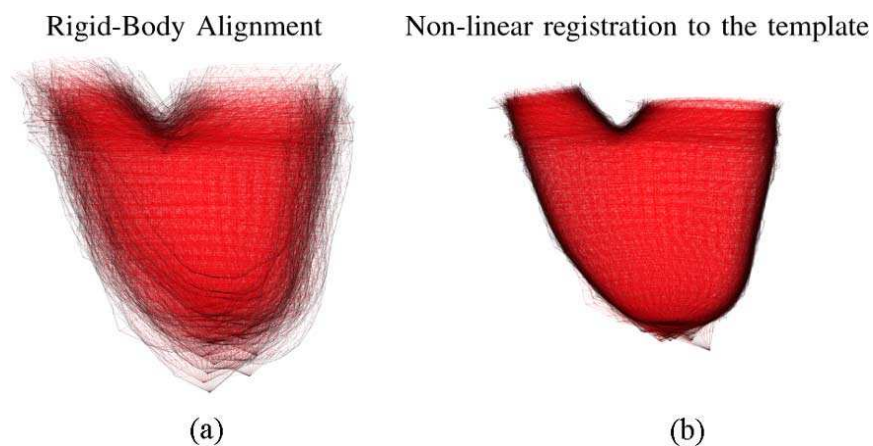 Rigid-Body Alignment
Non-linear registration to the template
(a)
(b)